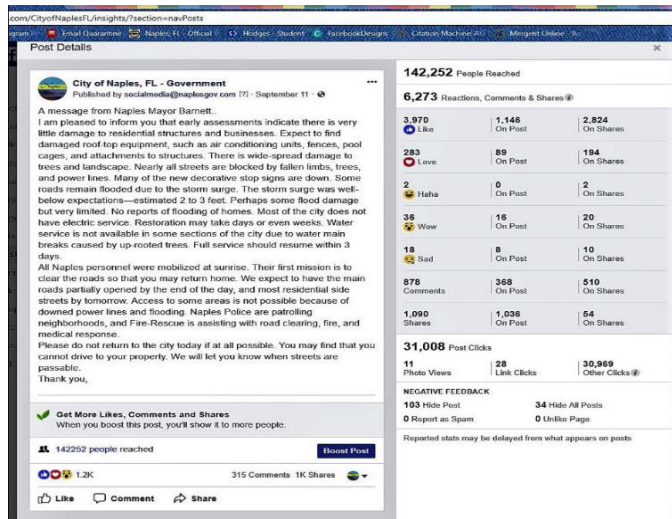 .com/CityofNaplesFL/insights/?section=navPosts
gram Email Quarantine Naples, FL - Official Hodges - Student FacebookDesigns Citation Machine: Mergent Online
Post Details
City of Naples, FL - Government
Published by socialmedia@naplesgov.com [?] · September 11 ·
A message from Naples Mayor Barnett..
I am pleased to inform you that early assessments indicate there is very
little damage to residential structures and businesses. Expect to find
damaged roof-top equipment, such as air conditioning units, fences, pool
cages, and attachments to structures. There is wide-spread damage to
trees and landscape. Nearly all streets are blocked by fallen limbs, trees,
and power lines. Many of the new decorative stop signs are down. Some
roads remain flooded due to the storm surge. The storm surge was well-
below expectations—estimated 2 to 3 feet. Perhaps some flood damage
but very limited. No reports of flooding of homes. Most of the city does not
have electric service. Restoration may take days or even weeks. Water
service is not available in some sections of the city due to water main
breaks caused by up-rooted trees. Full service should resume within 3
days.
All Naples personnel were mobilized at sunrise. Their first mission is to
clear the roads so that you may return home. We expect to have the main
roads partially opened by the end of the day, and most residential side
streets by tomorrow. Access to some areas is not possible because of
downed power lines and flooding. Naples Police are patrolling
neighborhoods, and Fire-Rescue is assisting with road clearing, fire, and
medical response.
Please do not return to the city today if at all possible. You may find that you
cannot drive to your property. We will let you know when streets are
passable.
Thank you,
Get More Likes, Comments and Shares
When you boost this post, you'll show it to more people.
142252 people reached Boost Post
1.2K 315 Comments 1K Shares
Like Comment Share
142,252 People Reached
6,273 Reactions, Comments & Shares
3,970 1,146 2,824
Like On Post On Shares
283 89 194
Love On Post On Shares
2 0 2
Haha On Post On Shares
36 16 20
Wow On Post On Shares
18 8 10
Sad On Post On Shares
878 368 510
Comments On Post On Shares
1,090 1,036 54
Shares On Post On Shares
31,008 Post Clicks
11 28 30,969
Photo Views Link Clicks Other Clicks
NEGATIVE FEEDBACK
103 Hide Post 34 Hide All Posts
0 Report as Spam 0 Unlike Page
Reported stats may be delayed from what appears on posts